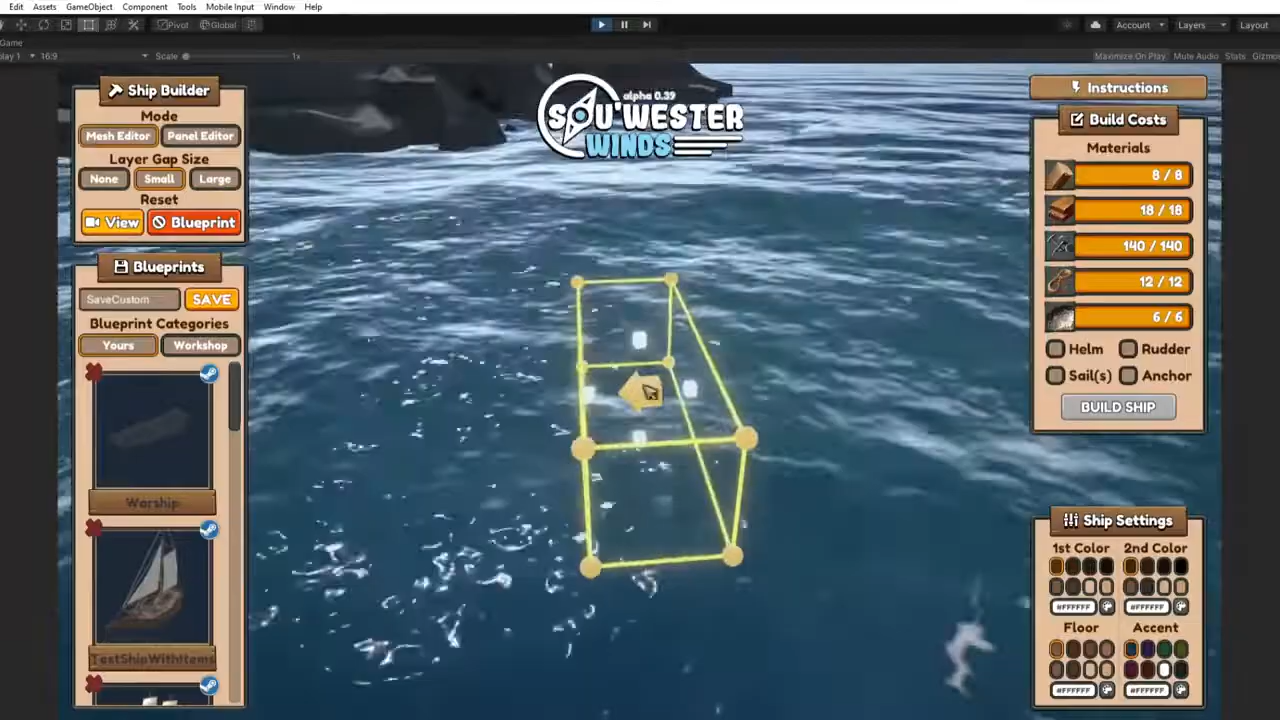 Edit Assets GameObject Component Tools Mobile Input Window Help
Pivot Global Account Layers Layout
Game
play 1 16:9 Scale 1x Maximize On Play Mute Audio Stats Gizmos
Ship Builder
Mode
Mesh Editor Panel Editor
Layer Gap Size
None Small Large
Reset
View Blueprint
Blueprints
SaveCustom SAVE
Blueprint Categories
Yours Workshop
Worship
TestShipWithItems
alpha 0.39
SOU'WESTER
WINDS
Instructions
Build Costs
Materials
8 / 8
18 / 18
140 / 140
12 / 12
6 / 6
Helm Rudder
Sail(s) Anchor
BUILD SHIP
Ship Settings
1st Color 2nd Color
#FFFFFF #FFFFFF
Floor Accent
#FFFFFF #FFFFFF